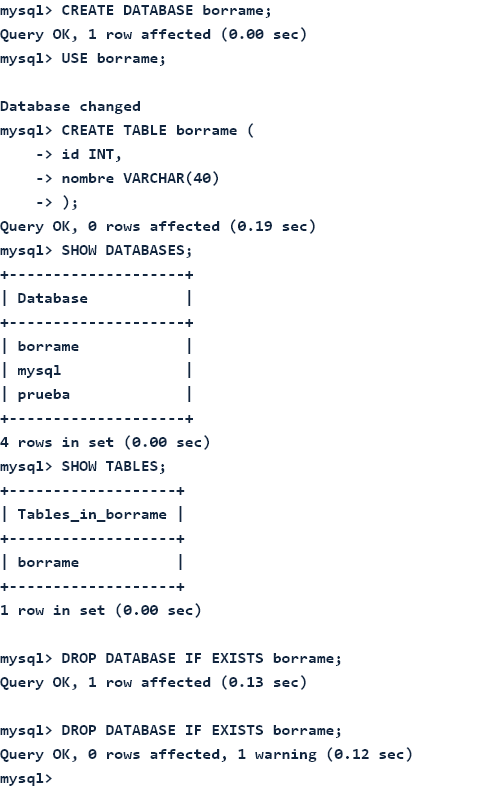 mysql> CREATE DATABASE borrame;
Query OK, 1 row affected (0.00 sec)
mysql> USE borrame;

Database changed
mysql> CREATE TABLE borrame (
    -> id INT,
    -> nombre VARCHAR(40)
    -> );
Query OK, 0 rows affected (0.19 sec)
mysql> SHOW DATABASES;
+--------------------+
| Database           |
+--------------------+
| borrame            |
| mysql              |
| prueba             |
+--------------------+
4 rows in set (0.00 sec)
mysql> SHOW TABLES;
+-------------------+
| Tables_in_borrame |
+-------------------+
| borrame           |
+-------------------+
1 row in set (0.00 sec)

mysql> DROP DATABASE IF EXISTS borrame;
Query OK, 1 row affected (0.13 sec)

mysql> DROP DATABASE IF EXISTS borrame;
Query OK, 0 rows affected, 1 warning (0.12 sec)
mysql>